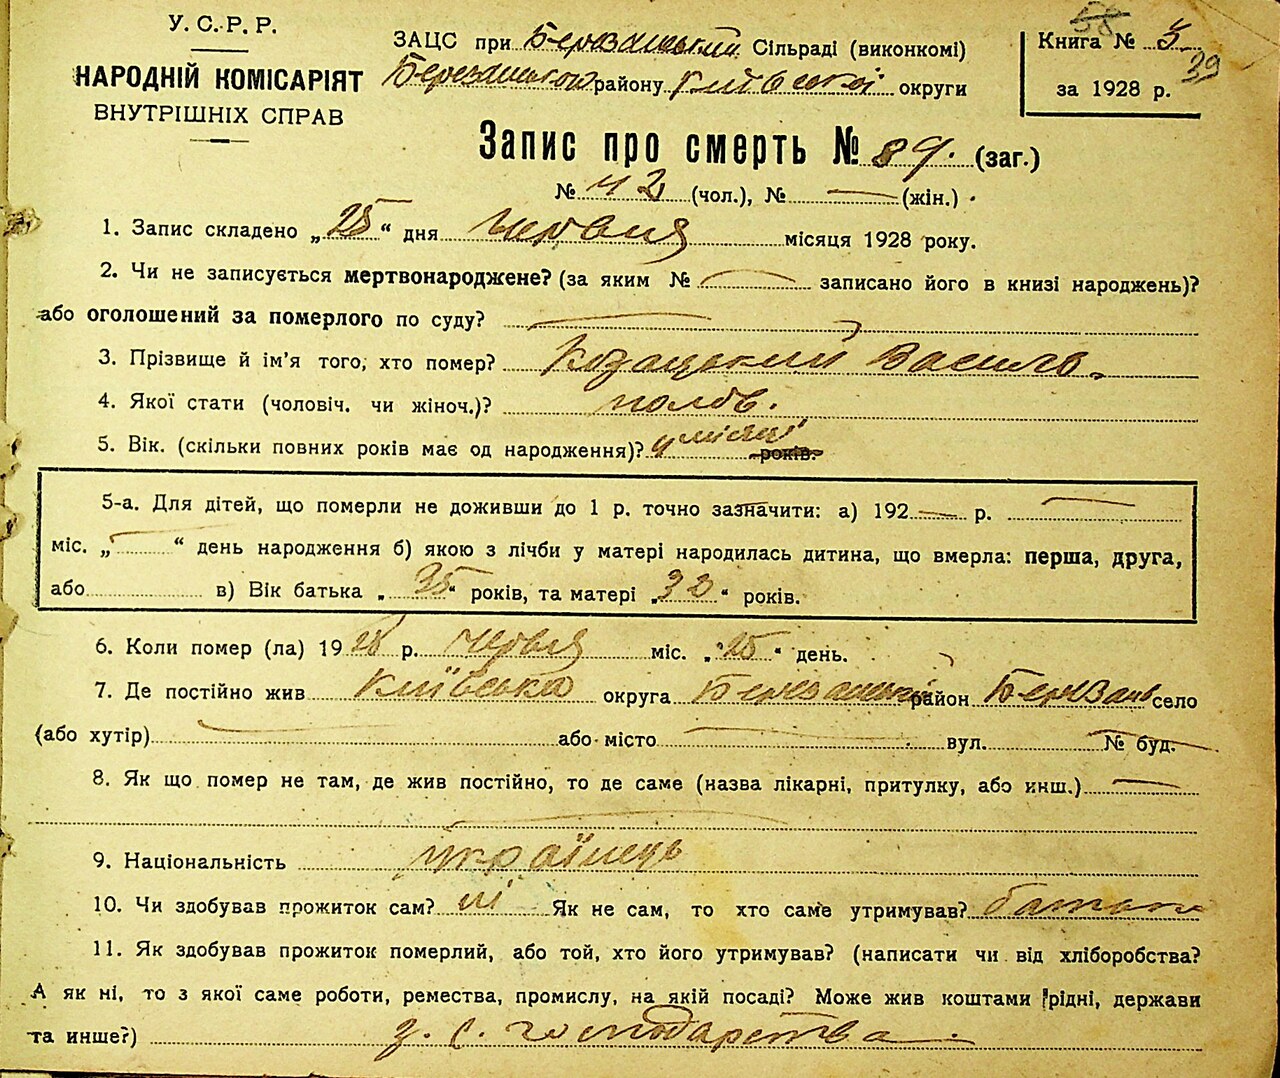 У. С. Р. Р.
НАРОДНІЙ КОМІСАРІЯТ
ВНУТРІШНІХ СПРАВ
ЗАЦС при Березанський Сільраді (виконкомі)
Березанського району Київської округи
58
Книга № 5
39
за 1928 р.
Запис про смерть № 89. (заг.)
№ 42 (чол.), № — (жін.)
1. Запис складено „25“ дня Червня місяця 1928 року.
2. Чи не записується мертвонароджене? (за яким № — записано його в книзі народжень)?
або оголошений за померлого по суду? —
3. Прізвище й ім'я того, хто помер? Козацький Василь.
4. Якої стати (чоловіч. чи жіноч.)? чолов.
5. Вік. (скільки повних років має од народження)? 4 місяці років.
5-а. Для дітей, що померли не доживши до 1 р. точно зазначити: а) 192 — р. —
міс. „ — “ день народження б) якою з лічби у матері народилась дитина, що вмерла: перша, друга,
або в) Вік батька „35“ років, та матері „32“ років.
6. Коли помер (ла) 1928 р. червня міс. „25“ день.
7. Де постійно жив Київська округа Березанський район Березань село
(або хутір) — або місто — вул. — № буд.
8. Як що помер не там, де жив постійно, то де саме (назва лікарні, притулку, або инш.) —
9. Національність українець
10. Чи здобував прожиток сам? ні Як не сам, то хто саме утримував? батьки
11. Як здобував прожиток померлий, або той, хто його утримував? (написати чи від хліборобства?
А як ні, то з якої саме роботи, ремества, промислу, на якій посаді? Може жив коштами рідні, держави
та инше?) з. с. господарства